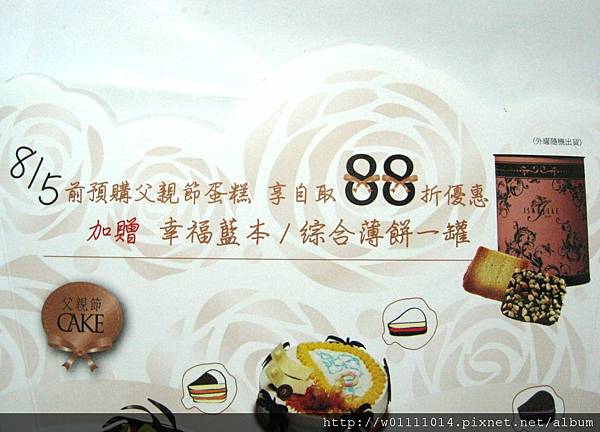 (外罐隨機出貨)
8/5前預購父親節蛋糕 享自取 88 折優惠
加贈 幸福藍本/綜合薄餅一罐
ISABELLE
父親節
CAKE
http://w01111014.pixnet.net/album